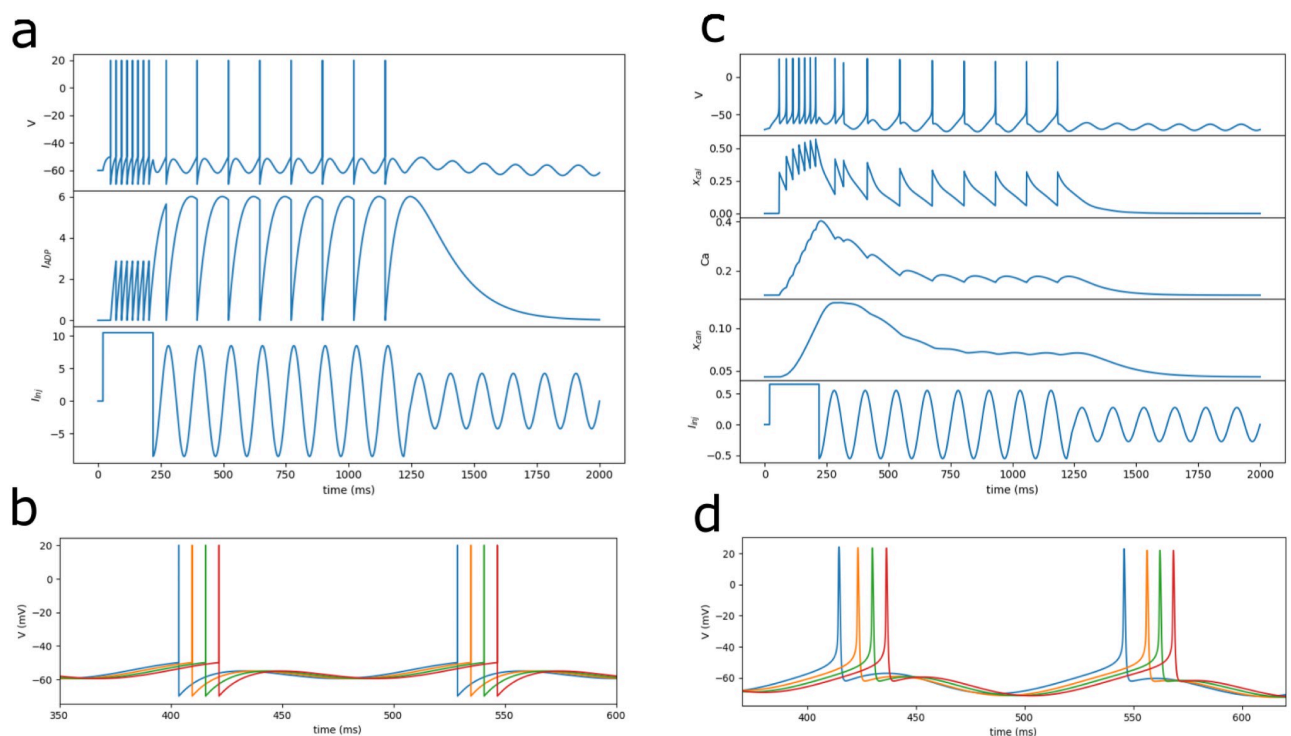 a
20
0
−20
−40
−60
V
6
4
2
0
I_ADP
10
5
0
−5
I_inj
0 250 500 750 1000 1250 1500 1750 2000
time (ms)
b
20
0
−20
−40
−60
V (mV)
350 400 450 500 550 600
time (ms)
c
0
−50
V
0.50
0.25
0.00
x_cal
0.4
0.2
Ca
0.10
0.05
x_can
0.5
0.0
−0.5
I_inj
0 250 500 750 1000 1250 1500 1750 2000
time (ms)
d
20
0
−20
−40
−60
V (mV)
400 450 500 550 600
time (ms)